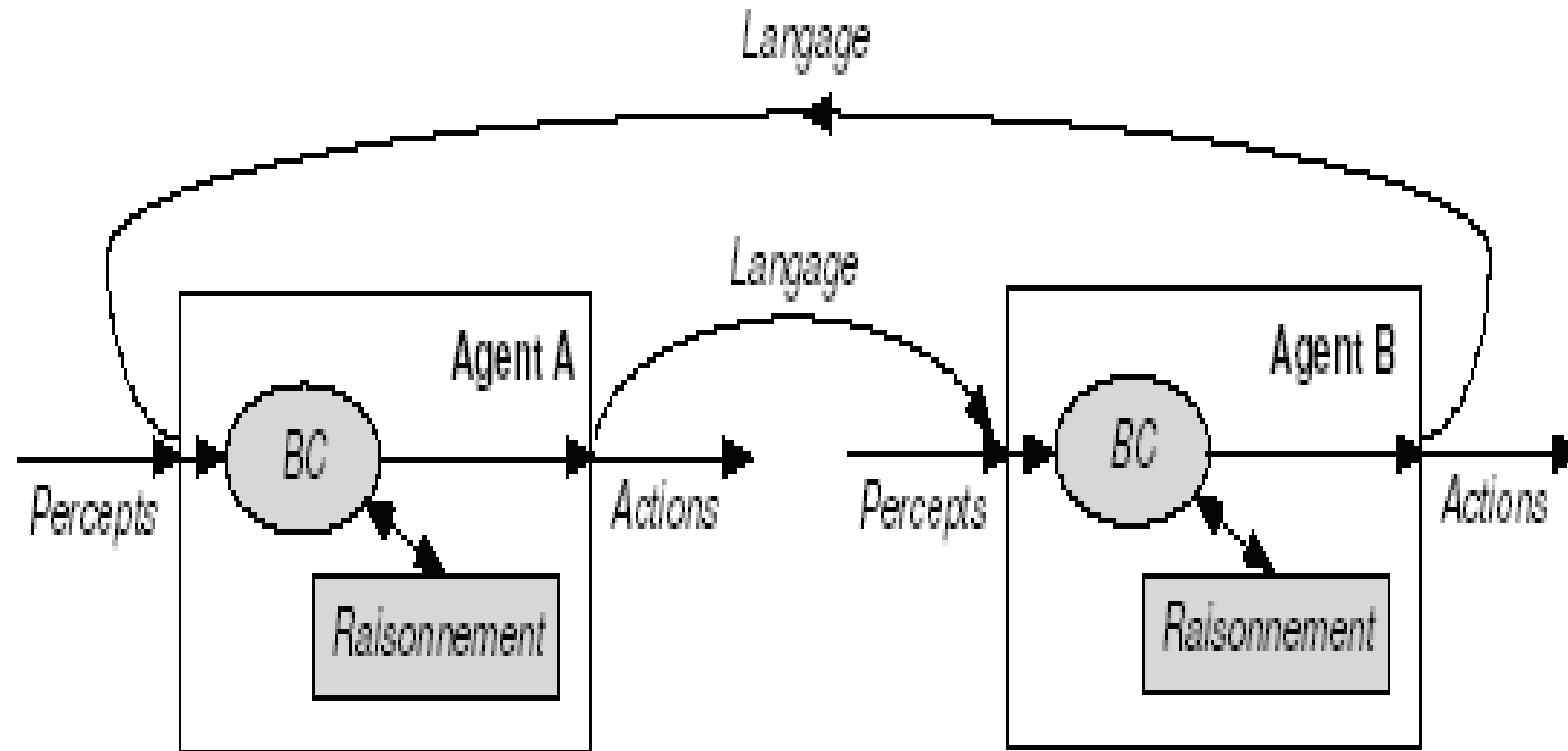 Langage
Langage
Agent A
BC
Percepts
Actions
Raisonnement
Agent B
BC
Percepts
Actions
Raisonnement